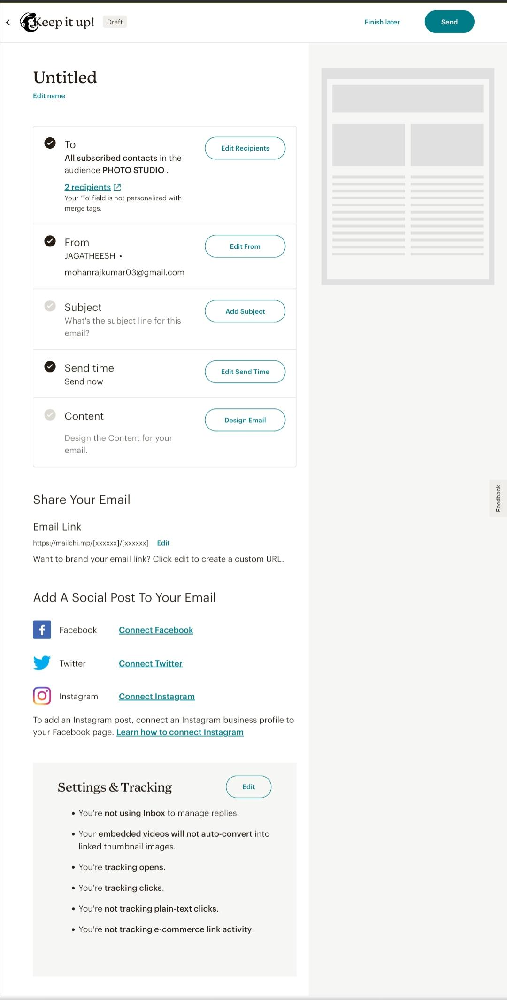 Keep it up!
Draft
Finish later
Send
Untitled
Edit name
To
Edit Recipients
All subscribed contacts in the
audience PHOTO STUDIO .
2 recipients
Your 'To' field is not personalized with
merge tags.
From
Edit From
JAGATHEESH •
mohanrajkumar03@gmail.com
Subject
Add Subject
What's the subject line for this
email?
Send time
Edit Send Time
Send now
Content
Design Email
Design the Content for your
email.
Share Your Email
Email Link
https://mailchi.mp/[xxxxxx]/[xxxxxx] Edit
Want to brand your email link? Click edit to create a custom URL.
Feedback
Add A Social Post To Your Email
Facebook Connect Facebook
Twitter Connect Twitter
Instagram Connect Instagram
To add an Instagram post, connect an Instagram business profile to
your Facebook page. Learn how to connect Instagram
Settings & Tracking
Edit
• You're not using Inbox to manage replies.
• Your embedded videos will not auto-convert into
linked thumbnail images.
• You're tracking opens.
• You're tracking clicks.
• You're not tracking plain-text clicks.
• You're not tracking e-commerce link activity.